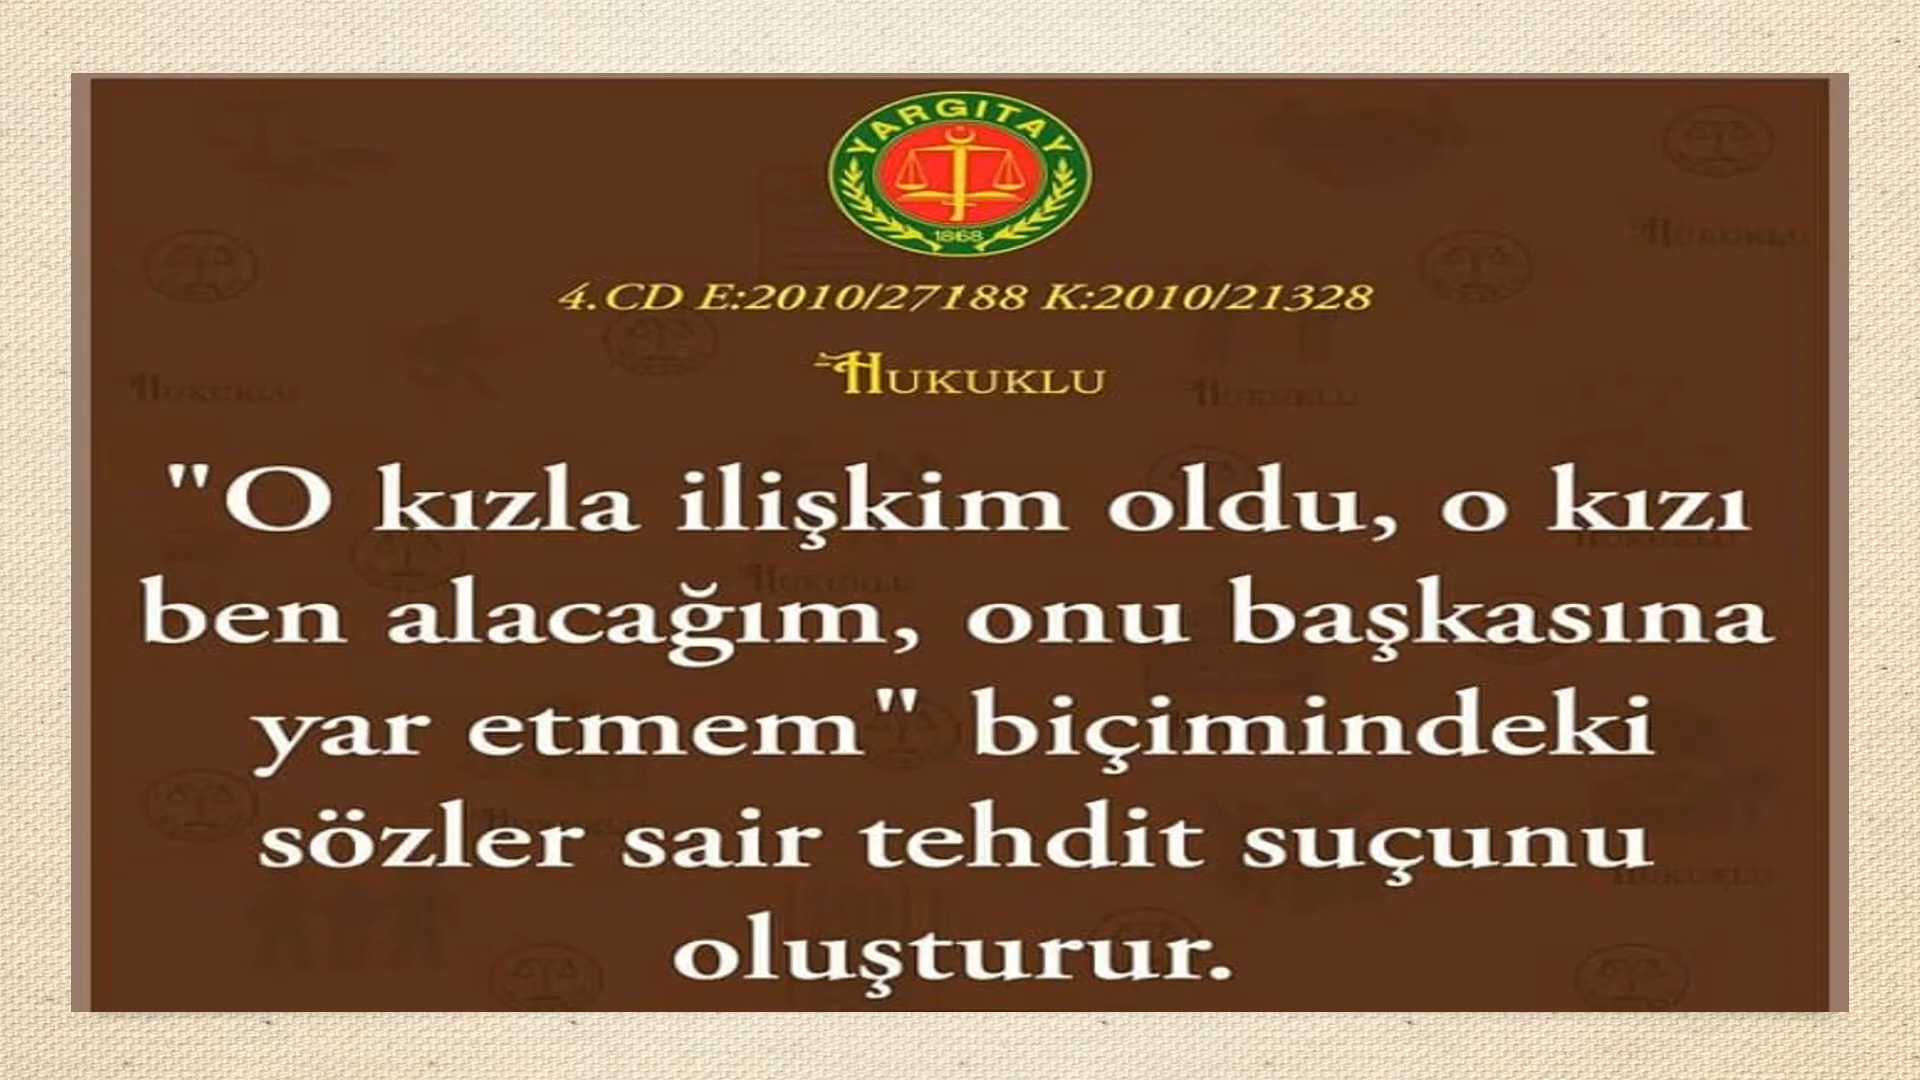 YARGITAY
1868
4.CD E:2010/27188 K:2010/21328
HUKUKLU
"O kızla ilişkim oldu, o kızı
ben alacağım, onu başkasına
yar etmem" biçimindeki
sözler sair tehdit suçunu
oluşturur.